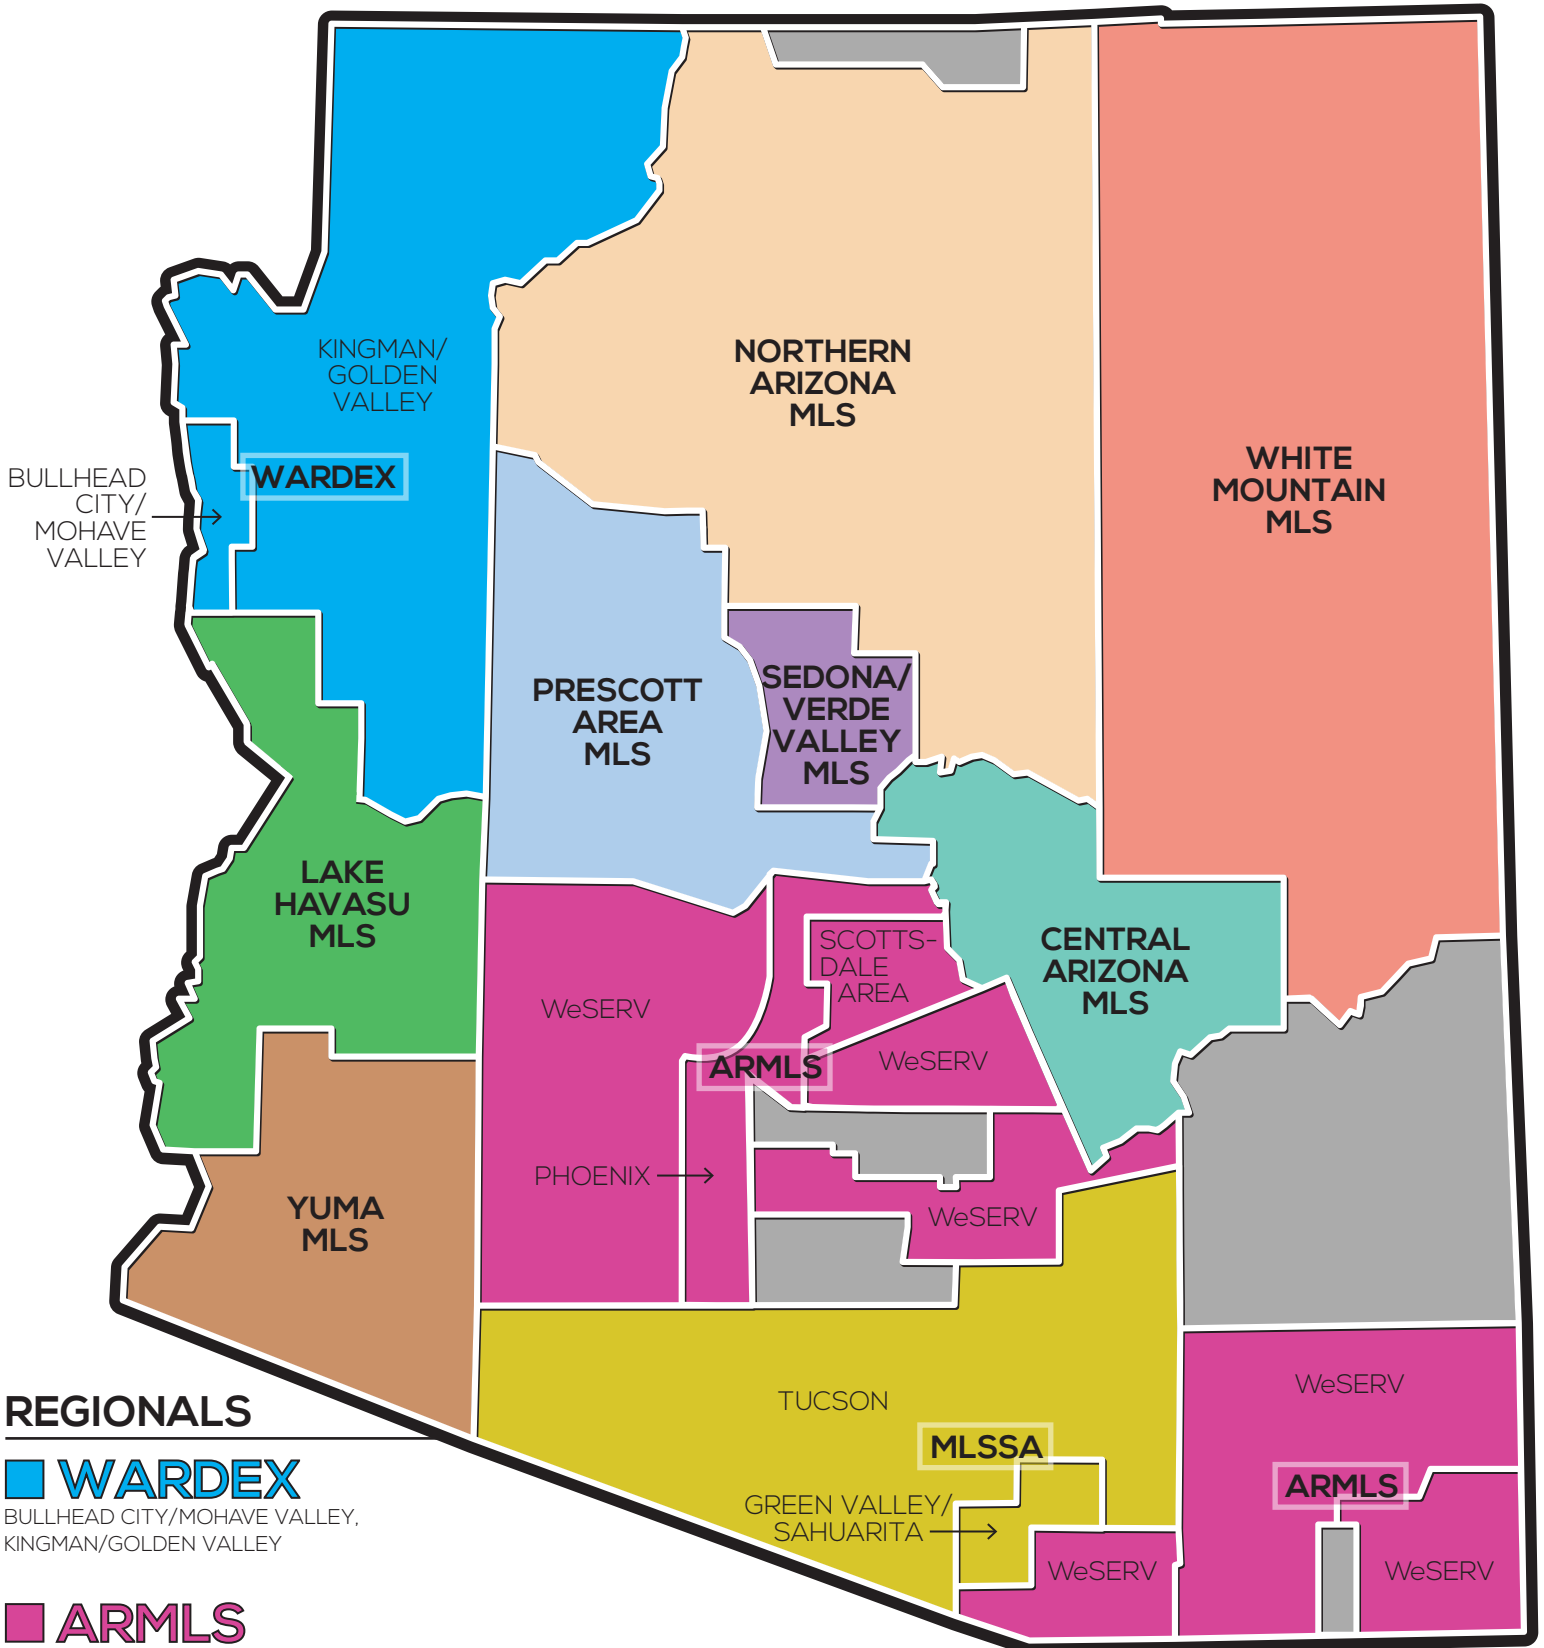 KINGMAN/
GOLDEN
VALLEY
NORTHERN
ARIZONA
MLS
WHITE
MOUNTAIN
MLS
WARDEX
BULLHEAD
CITY/
MOHAVE
VALLEY
PRESCOTT
AREA
MLS
SEDONA/
VERDE
VALLEY
MLS
LAKE
HAVASU
MLS
SCOTTS-
DALE
AREA
CENTRAL
ARIZONA
MLS
WeSERV
ARMLS
WeSERV
PHOENIX
WeSERV
YUMA
MLS
TUCSON
MLSSA
GREEN VALLEY/
SAHUARITA
WeSERV
WeSERV
ARMLS
WeSERV
REGIONALS
WARDEX
BULLHEAD CITY/MOHAVE VALLEY,
KINGMAN/GOLDEN VALLEY
ARMLS